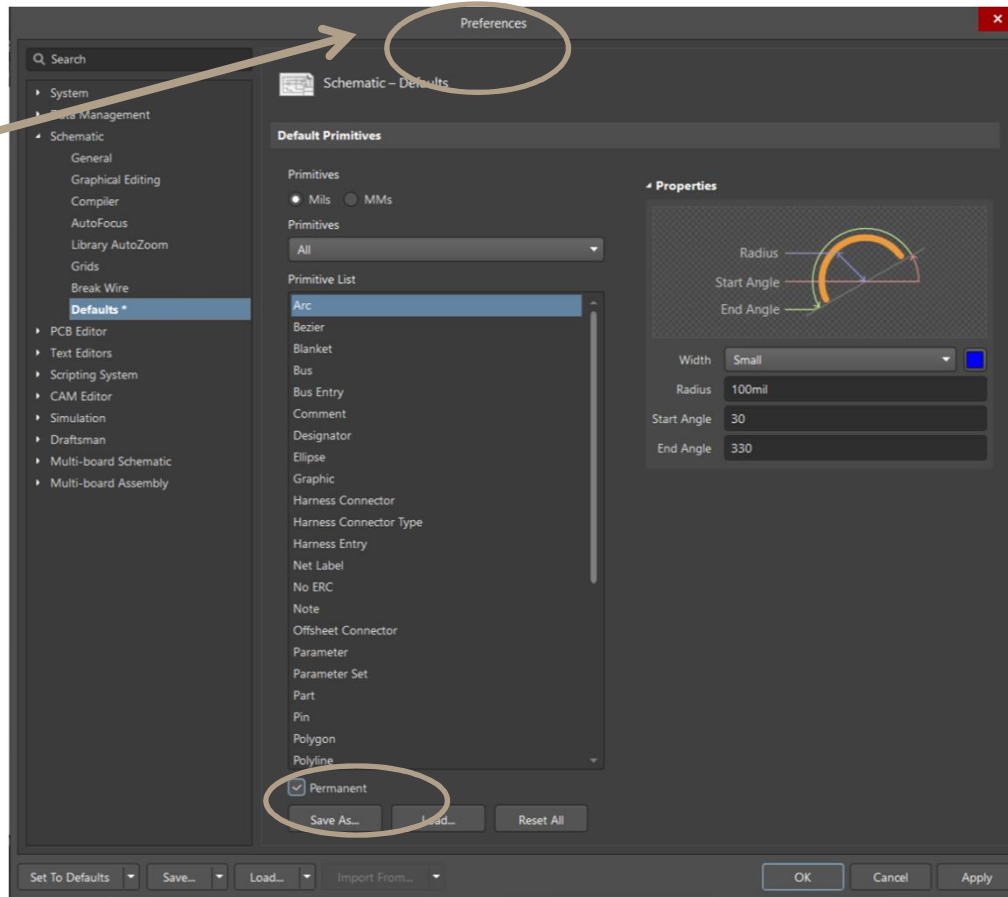 Preferences
Search
System
Data Management
Schematic
General
Graphical Editing
Compiler
AutoFocus
Library AutoZoom
Grids
Break Wire
Defaults *
PCB Editor
Text Editors
Scripting System
CAM Editor
Simulation
Draftsman
Multi-board Schematic
Multi-board Assembly
Schematic – Defaults
Default Primitives
Primitives
Mils MMs
Primitives
All
Primitive List
Arc
Bezier
Blanket
Bus
Bus Entry
Comment
Designator
Ellipse
Graphic
Harness Connector
Harness Connector Type
Harness Entry
Net Label
No ERC
Note
Offsheet Connector
Parameter
Parameter Set
Part
Pin
Polygon
Polyline
Permanent
Save As... Load... Reset All
Properties
Radius
Start Angle
End Angle
Width Small
Radius 100mil
Start Angle 30
End Angle 330
Set To Defaults Save... Load... Import From... OK Cancel Apply